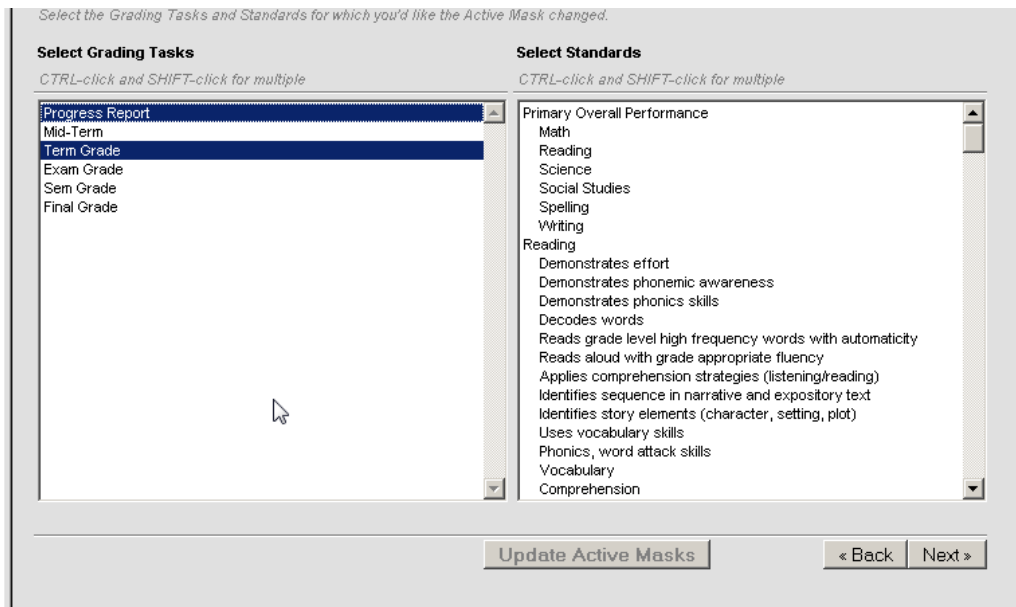 Select the Grading Tasks and Standards for which you'd like the Active Mask changed.
Select Grading Tasks
CTRL-click and SHIFT-click for multiple
Progress Report
Mid-Term
Term Grade
Exam Grade
Sem Grade
Final Grade
Select Standards
CTRL-click and SHIFT-click for multiple
Primary Overall Performance
Math
Reading
Science
Social Studies
Spelling
Writing
Reading
Demonstrates effort
Demonstrates phonemic awareness
Demonstrates phonics skills
Decodes words
Reads grade level high frequency words with automaticity
Reads aloud with grade appropriate fluency
Applies comprehension strategies (listening/reading)
Identifies sequence in narrative and expository text
Identifies story elements (character, setting, plot)
Uses vocabulary skills
Phonics, word attack skills
Vocabulary
Comprehension
Update Active Masks
« Back
Next »